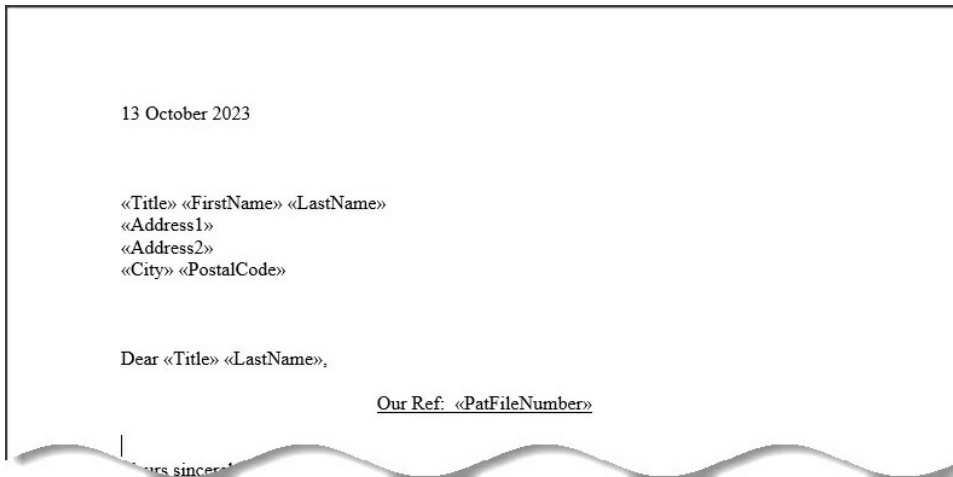 13 October 2023
«Title» «FirstName» «LastName»
«Address1»
«Address2»
«City» «PostalCode»
Dear «Title» «LastName»,
Our Ref: «PatFileNumber»